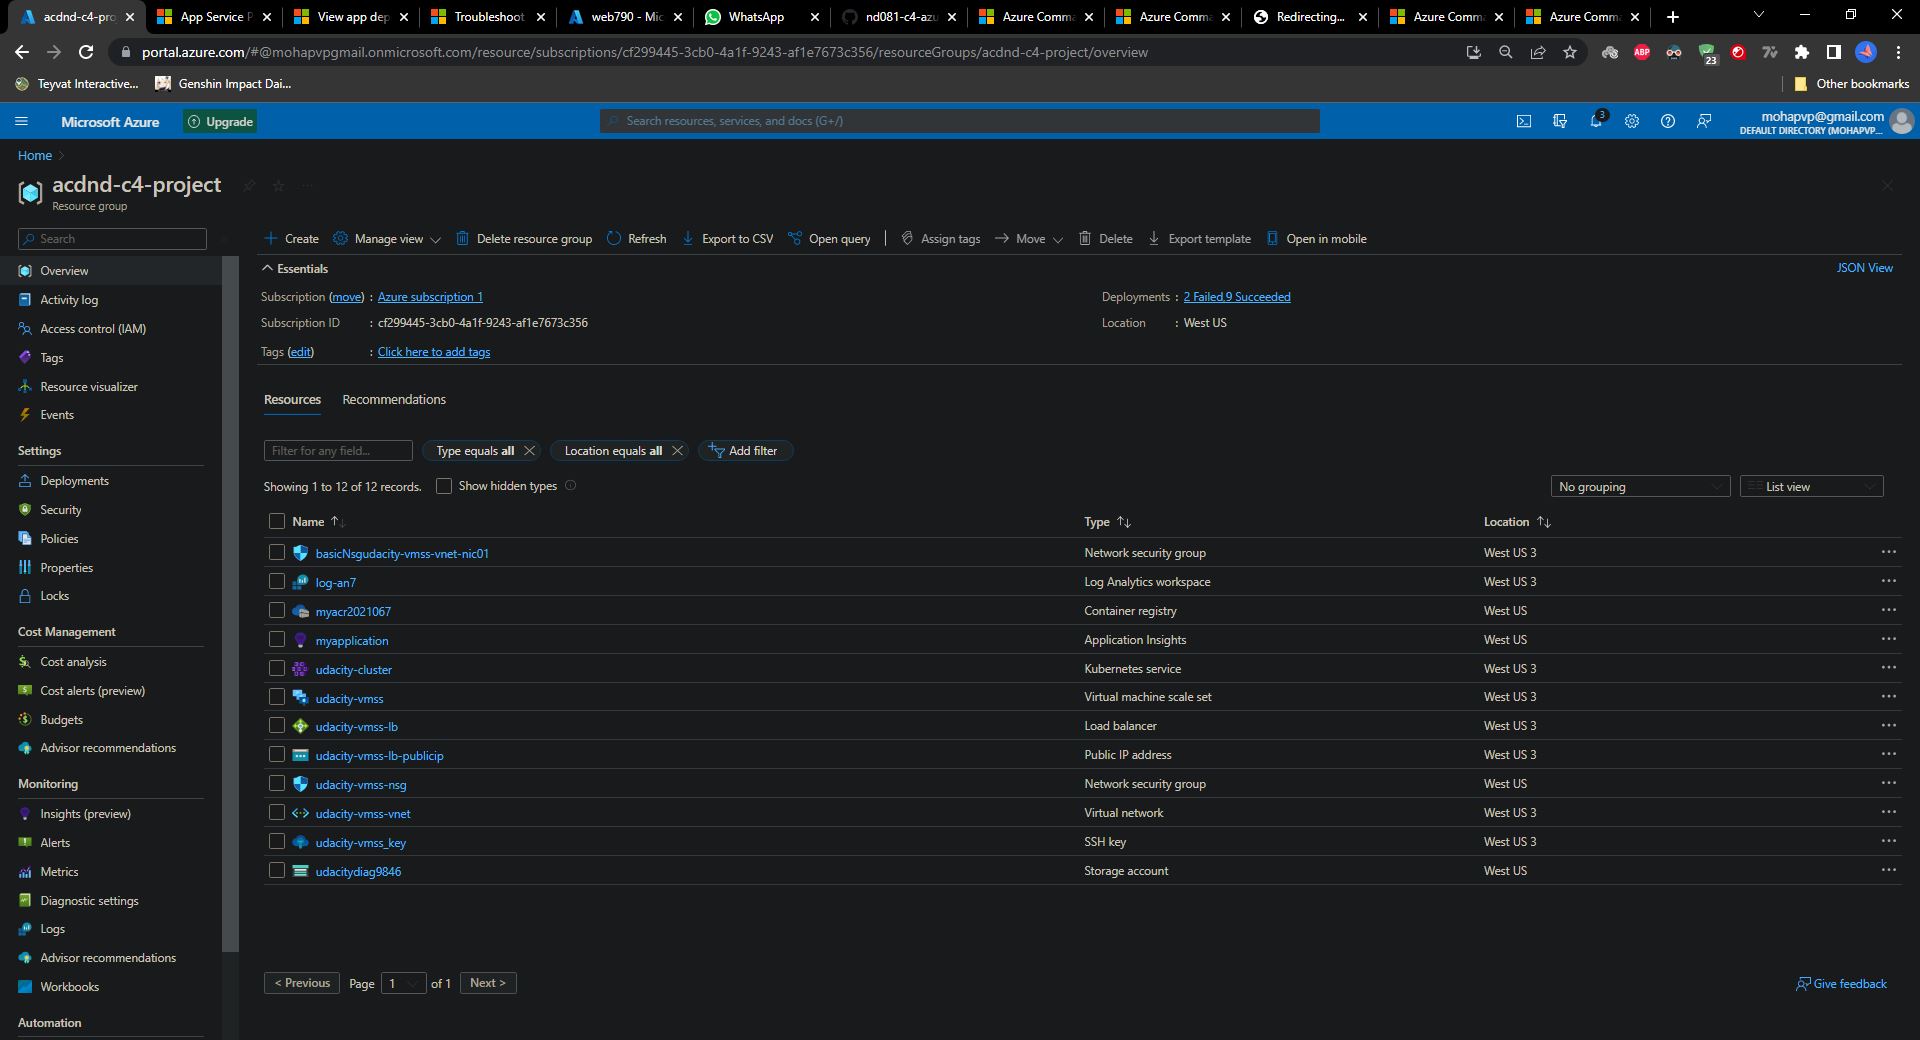 acdnd-c4-pro
App Service P
View app dep
Troubleshoot
web790 - Mic
WhatsApp
nd081-c4-azu
Azure Comma
Azure Comma
Redirecting...
Azure Comma
Azure Comma
portal.azure.com/#@mohapvpgmail.onmicrosoft.com/resource/subscriptions/cf299445-3cb0-4a1f-9243-af1e7673c356/resourceGroups/acdnd-c4-project/overview
ABP
23
Teyvat Interactive...
Genshin Impact Dai...
Other bookmarks
Microsoft Azure
Upgrade
Search resources, services, and docs (G+/)
3
mohapvp@gmail.com
DEFAULT DIRECTORY (MOHAPVP...
Home
acdnd-c4-project
Resource group
Search
Create
Manage view
Delete resource group
Refresh
Export to CSV
Open query
Assign tags
Move
Delete
Export template
Open in mobile
Overview
Activity log
Access control (IAM)
Tags
Resource visualizer
Events
Settings
Deployments
Security
Policies
Properties
Locks
Cost Management
Cost analysis
Cost alerts (preview)
Budgets
Advisor recommendations
Monitoring
Insights (preview)
Alerts
Metrics
Diagnostic settings
Logs
Advisor recommendations
Workbooks
Automation
Essentials
JSON View
Subscription (move) : Azure subscription 1
Deployments : 2 Failed,9 Succeeded
Subscription ID : cf299445-3cb0-4a1f-9243-af1e7673c356
Location : West US
Tags (edit) : Click here to add tags
Resources Recommendations
Filter for any field...
Type equals all
Location equals all
Add filter
Showing 1 to 12 of 12 records.
Show hidden types
No grouping
List view
Name Type Location
basicNsgudacity-vmss-vnet-nic01 Network security group West US 3
log-an7 Log Analytics workspace West US 3
myacr2021067 Container registry West US
myapplication Application Insights West US
udacity-cluster Kubernetes service West US 3
udacity-vmss Virtual machine scale set West US 3
udacity-vmss-lb Load balancer West US 3
udacity-vmss-lb-publicip Public IP address West US 3
udacity-vmss-nsg Network security group West US
udacity-vmss-vnet Virtual network West US 3
udacity-vmss_key SSH key West US 3
udacitydiag9846 Storage account West US
< Previous Page 1 of 1 Next >
Give feedback